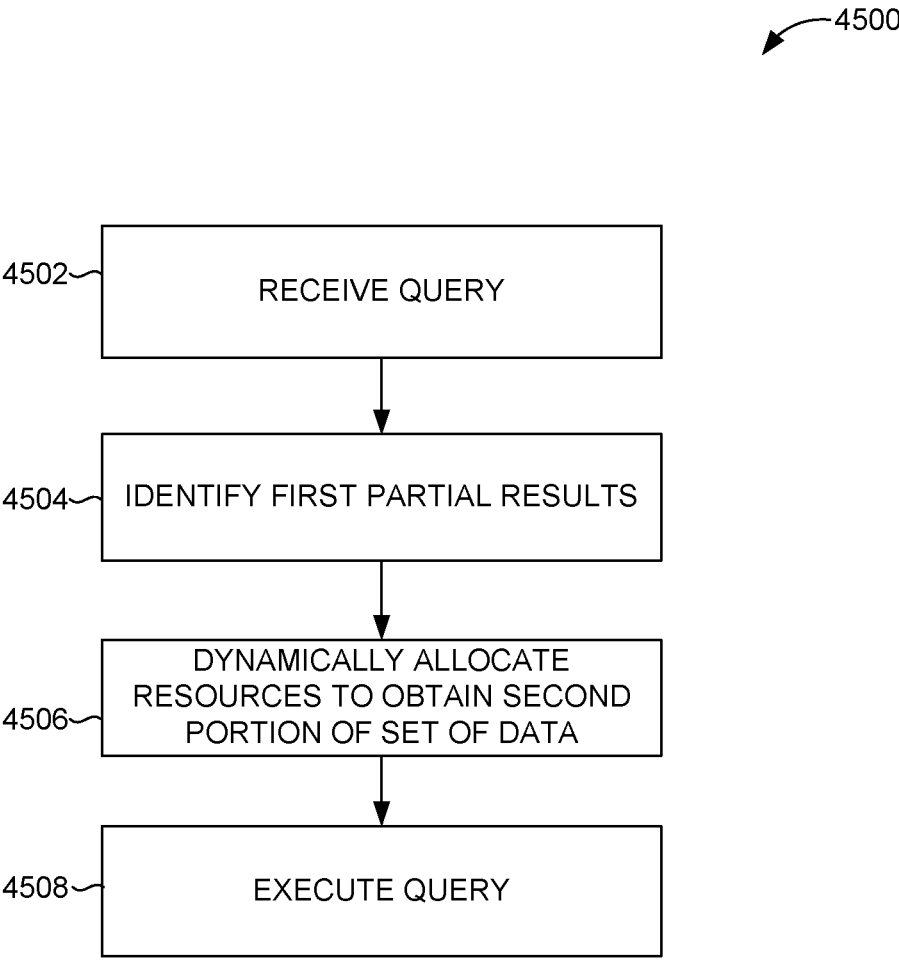 4500
4502
RECEIVE QUERY
4504
IDENTIFY FIRST PARTIAL RESULTS
DYNAMICALLY ALLOCATE
RESOURCES TO OBTAIN SECOND
4506
PORTION OF SET OF DATA
4508
EXECUTE QUERY